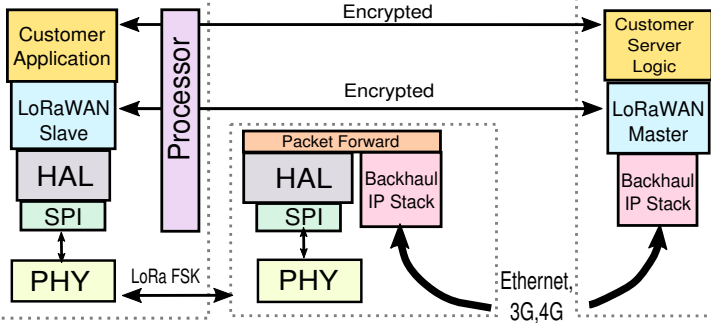 Customer
Application
LoRaWAN
Slave
HAL
SPI
PHY
Processor
Encrypted
Encrypted
LoRa FSK
Packet Forward
HAL
SPI
PHY
Backhaul
IP Stack
Ethernet,
3G,4G
Customer
Server
Logic
LoRaWAN
Master
Backhaul
IP Stack